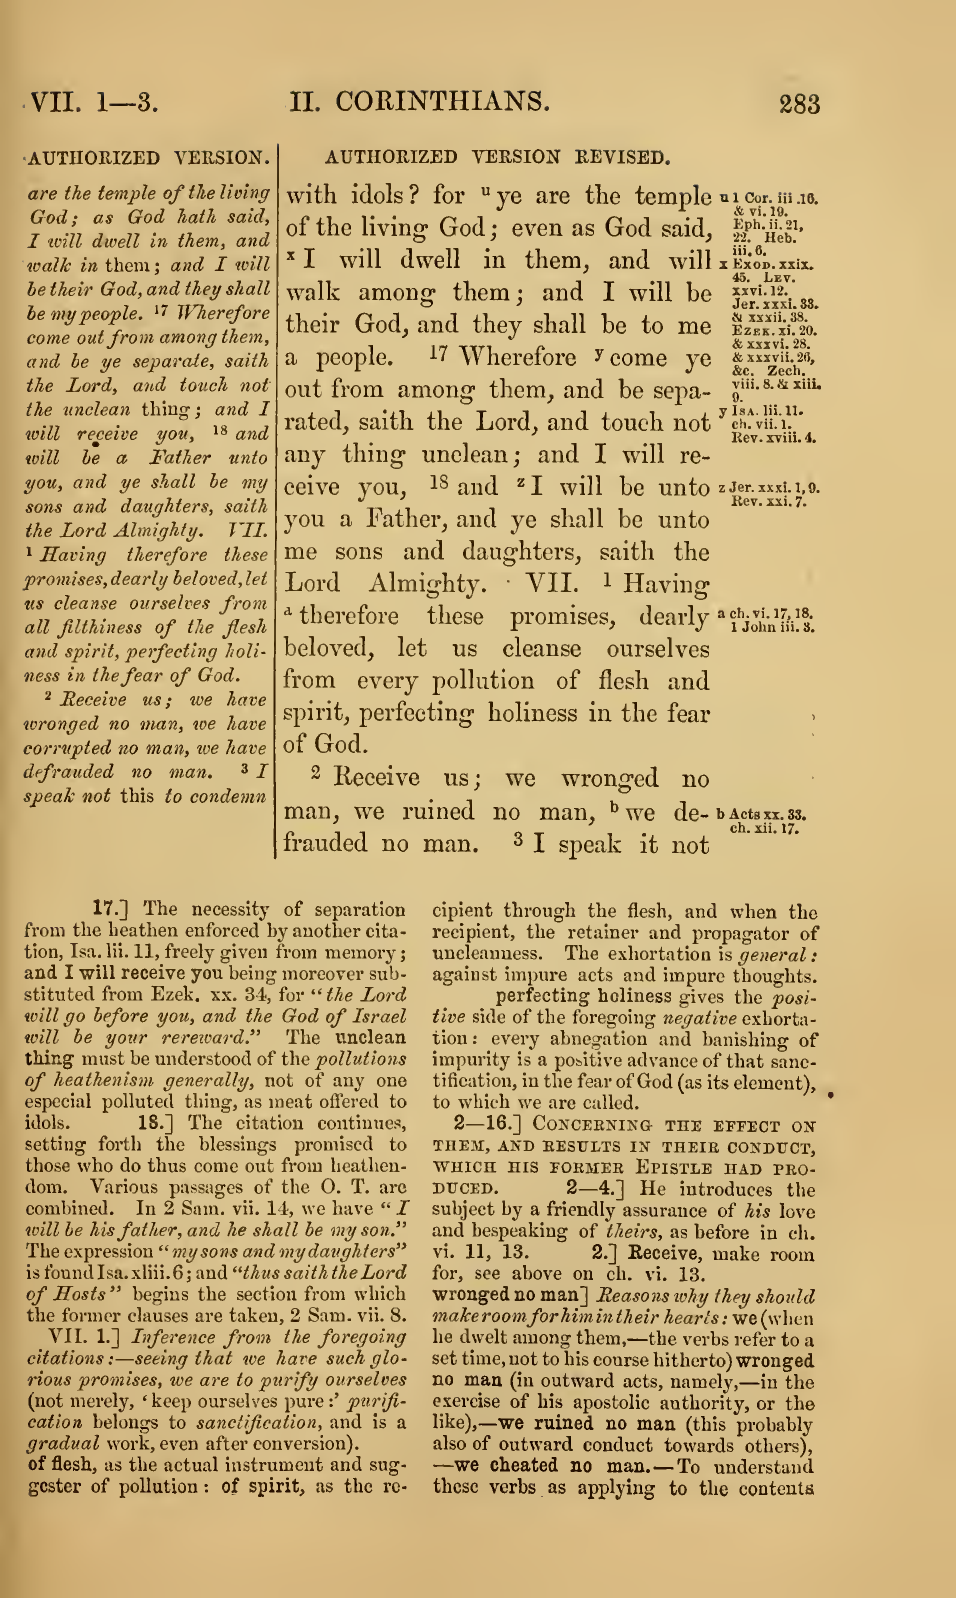 VII. 1—3. II. CORINTHIANS. 283
AUTHORIZED VERSION.
are the temple of the living
God; as God hath said,
I will dwell in them, and
walk in them; and I will
be their God, and they shall
be my people. 17 Wherefore
come out from among them,
and be ye separate, saith
the Lord, and touch not
the unclean thing; and I
will receive you, 18 and
will be a Father unto
you, and ye shall be my
sons and daughters, saith
the Lord Almighty. VII.
1 Having therefore these
promises, dearly beloved, let
us cleanse ourselves from
all filthiness of the flesh
and spirit, perfecting holi-
ness in the fear of God.
2 Receive us; we have
wronged no man, we have
corrupted no man, we have
defrauded no man. 3 I
speak not this to condemn
AUTHORIZED VERSION REVISED.
with idols? for u ye are the temple
of the living God; even as God said,
x I will dwell in them, and will
walk among them; and I will be
their God, and they shall be to me
a people. 17 Wherefore y come ye
out from among them, and be sepa-
rated, saith the Lord, and touch not
any thing unclean; and I will re-
ceive you, 18 and z I will be unto
you a Father, and ye shall be unto
me sons and daughters, saith the
Lord Almighty. VII. 1 Having
a therefore these promises, dearly
beloved, let us cleanse ourselves
from every pollution of flesh and
spirit, perfecting holiness in the fear
of God.
2 Receive us; we wronged no
man, we ruined no man, b we de-
frauded no man. 3 I speak it not
u 1 Cor. iii. 16.
& vi. 19.
Eph. ii. 21,
22. Heb.
iii. 6.
x EXOD. xxix.
45. LEV.
xxvi. 12.
Jer. xxxi. 33.
& xxxii. 38.
EZEK. xi. 20.
& xxxvi. 28.
& xxxvii. 26,
&c. Zech.
viii. 8. & xiii.
9.
y ISA. lii. 11.
ch. vii. 1.
Rev. xviii. 4.
z Jer. xxxi. 1, 9.
Rev. xxi. 7.
a ch. vi. 17, 18.
1 John iii. 3.
b Acts xx. 33.
ch. xii. 17.
17.] The necessity of separation
from the heathen enforced by another cita-
tion, Isa. lii. 11, freely given from memory;
and I will receive you being moreover sub-
stituted from Ezek. xx. 34, for "the Lord
will go before you, and the God of Israel
will be your rereward." The unclean
thing must be understood of the pollutions
of heathenism generally, not of any one
especial polluted thing, as meat offered to
idols. 18.] The citation continues,
setting forth the blessings promised to
those who do thus come out from heathen-
dom. Various passages of the O. T. are
combined. In 2 Sam. vii. 14, we have "I
will be his father, and he shall be my son."
The expression "my sons and my daughters"
is found Isa. xliii. 6; and "thus saith the Lord
of Hosts" begins the section from which
the former clauses are taken, 2 Sam. vii. 8.
VII. 1.] Inference from the foregoing
citations:—seeing that we have such glo-
rious promises, we are to purify ourselves
(not merely, 'keep ourselves pure:' purifi-
cation belongs to sanctification, and is a
gradual work, even after conversion).
of flesh, as the actual instrument and sug-
gester of pollution: of spirit, as the re-
cipient through the flesh, and when the
recipient, the retainer and propagator of
uncleanness. The exhortation is general:
against impure acts and impure thoughts.
perfecting holiness gives the posi-
tive side of the foregoing negative exhorta-
tion: every abnegation and banishing of
impurity is a positive advance of that sanc-
tification, in the fear of God (as its element),
to which we are called.
2—16.] CONCERNING THE EFFECT ON
THEM, AND RESULTS IN THEIR CONDUCT,
WHICH HIS FORMER EPISTLE HAD PRO-
DUCED. 2—4.] He introduces the
subject by a friendly assurance of his love
and bespeaking of theirs, as before in ch.
vi. 11, 13. 2.] Receive, make room
for, see above on ch. vi. 13.
wronged no man] Reasons why they should
make room for him in their hearts: we (when
he dwelt among them,—the verbs refer to a
set time, not to his course hitherto) wronged
no man (in outward acts, namely,—in the
exercise of his apostolic authority, or the
like),—we ruined no man (this probably
also of outward conduct towards others),
—we cheated no man.—To understand
these verbs as applying to the contents